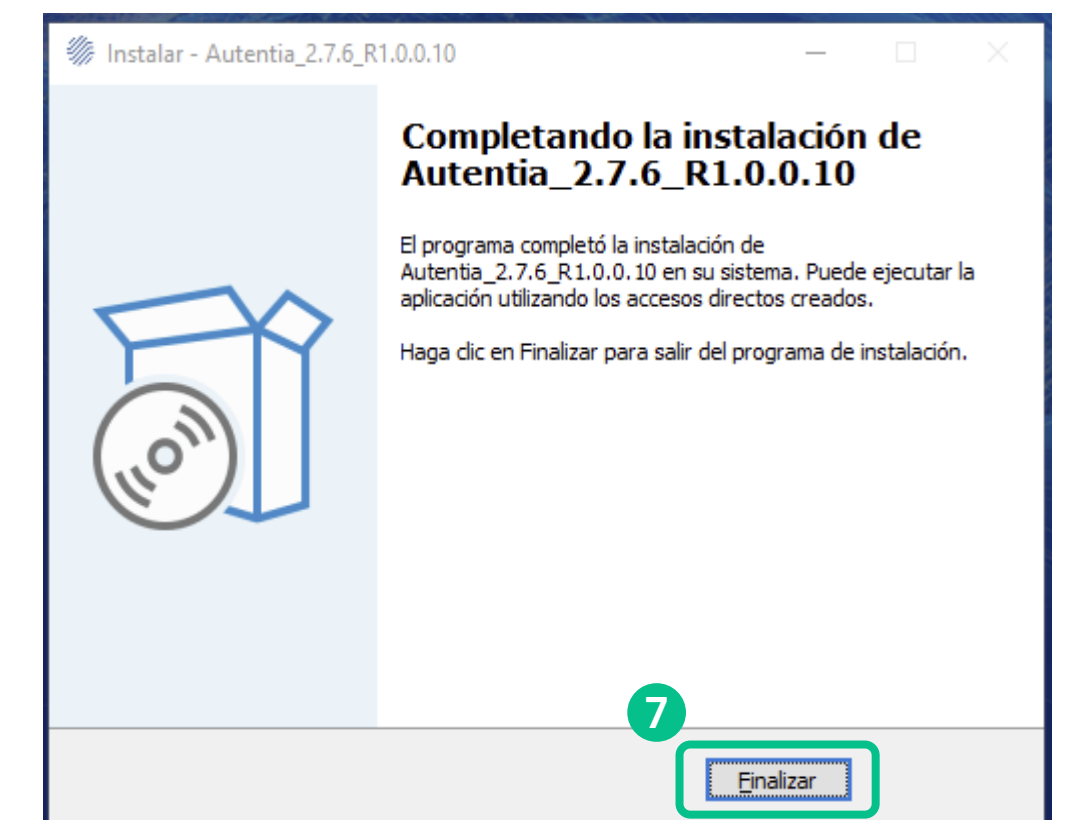 Instalar - Autentia_2.7.6_R1.0.0.10
Completando la instalación de
Autentia_2.7.6_R1.0.0.10
El programa completó la instalación de
Autentia_2.7.6_R1.0.0.10 en su sistema. Puede ejecutar la
aplicación utilizando los accesos directos creados.
Haga clic en Finalizar para salir del programa de instalación.
7
Finalizar